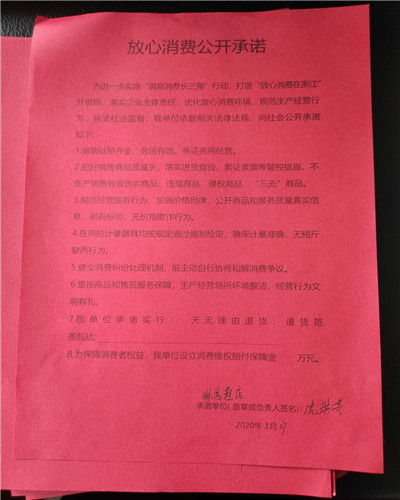 放心消费公开承诺
为进一步实施“满意消费长三角”行动，打造“放心消费在浙江”
升级版，落实企业主体责任，优化放心消费环境，规范生产经营行
为，接受社会监督，我单位依据相关法律法规，向社会公开承诺
如下：
1.做到证照齐全、合法有效，亮证亮照经营。
2.把好销售商品质量关，落实进货查验、索证索票等管控措施，不
生产销售假冒伪劣商品、违规商品、侵权商品、“三无”商品。
3.规范经营服务行为，加强价格自律，公开商品和服务质量真实信
息，明码标价，无价格欺诈行为。
4.在用的计量器具均按规定通过强制检定，确保计量准确，无短斤
缺两行为。
5.健全消费纠纷处理机制，能主动自行协商和解消费争议。
6.重视商品和售后服务保障，生产经营场所环境整洁，经营行为文
明有礼。
7.我单位承诺实行 天无理由退货，退货范
围包括:
8.为保障消费者权益，我单位设立消费维权赔付保障金 万元。
承诺单位(盖章或负责人签名):
2020年3月